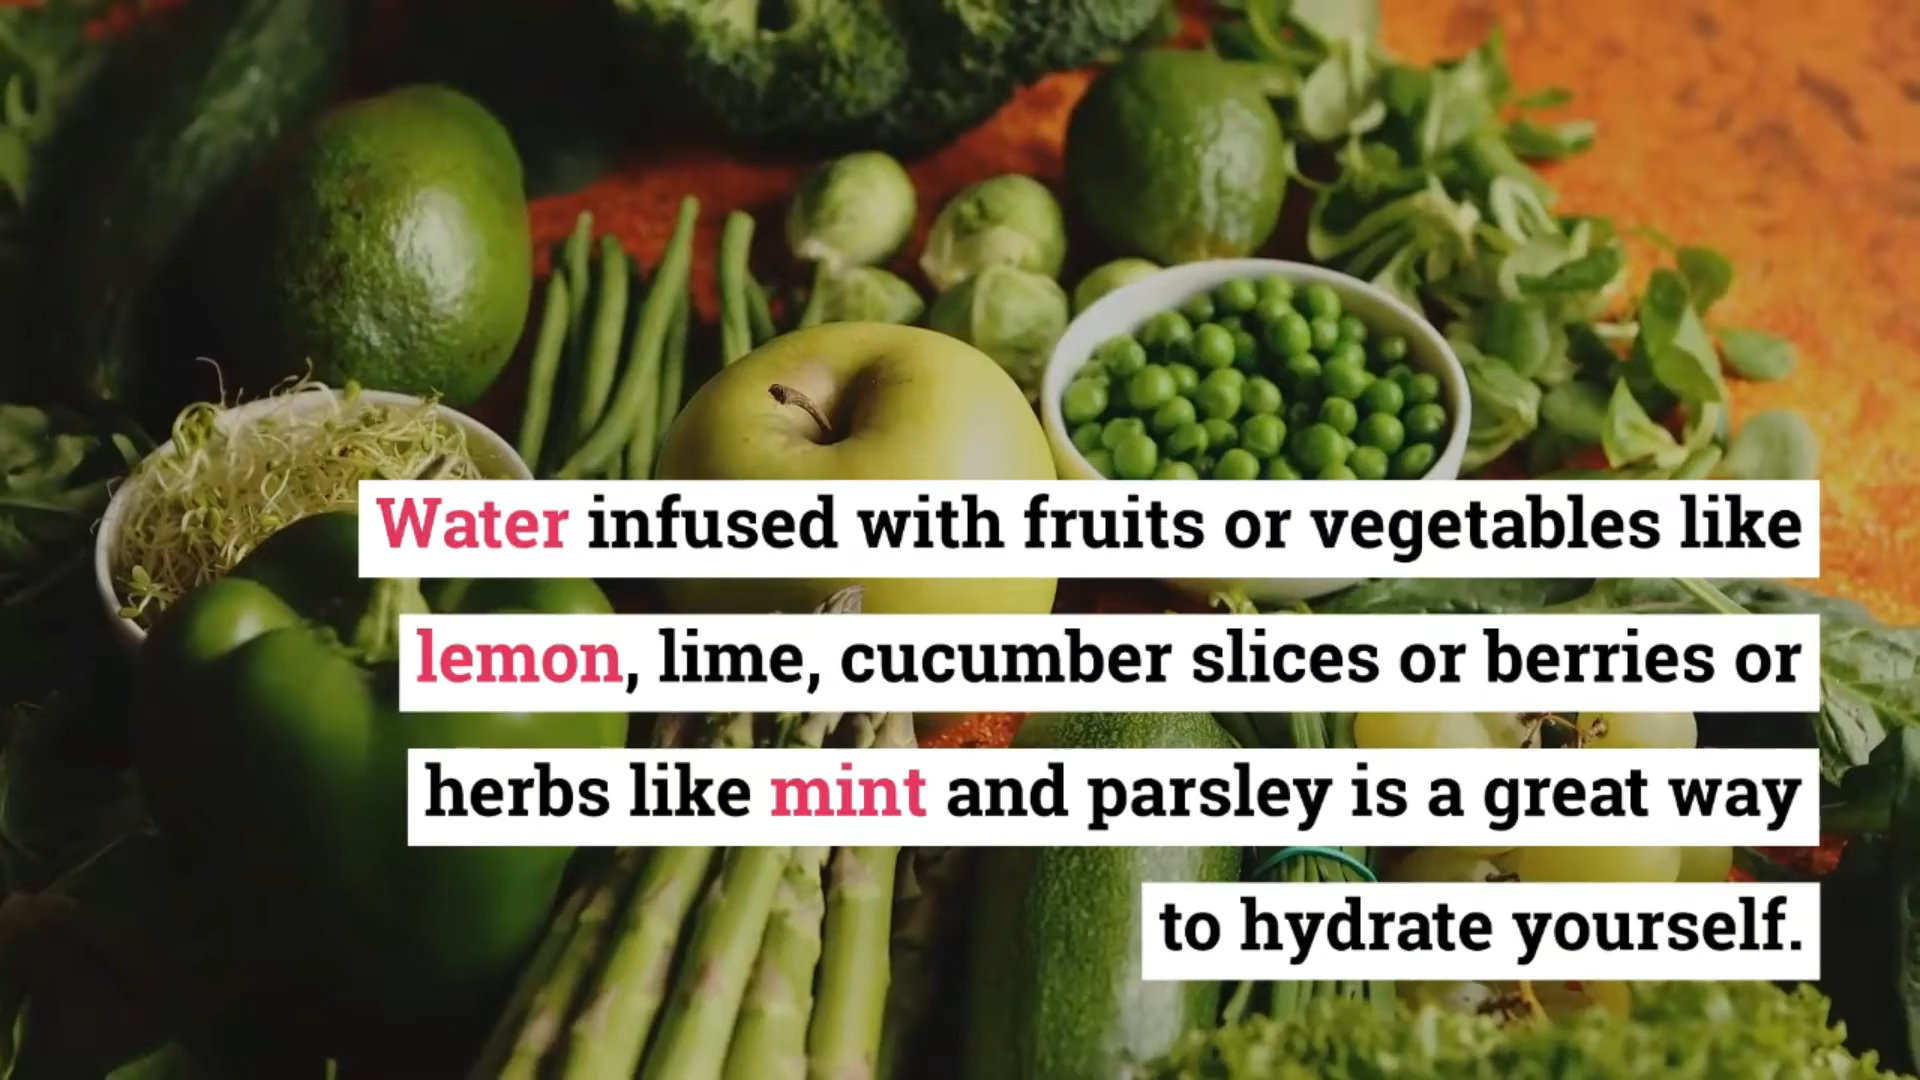 Water infused with fruits or vegetables like
lemon, lime, cucumber slices or berries or
herbs like mint and parsley is a great way
to hydrate yourself.